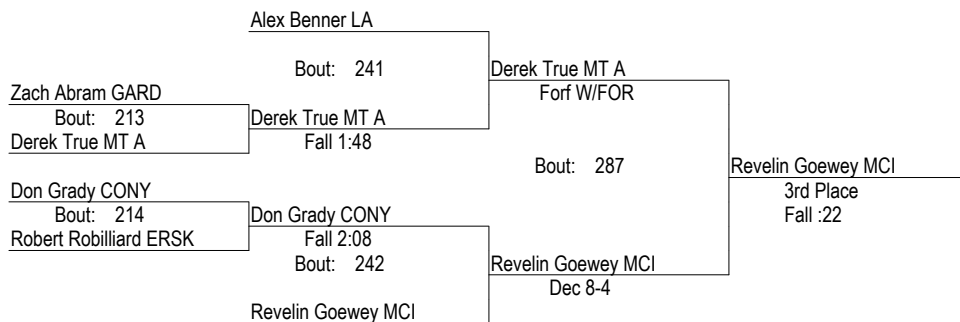 Alex Benner LA
Bout: 241
Derek True MT A
Zach Abram GARD
Forf W/FOR
Bout: 213
Derek True MT A
Derek True MT A
Fall 1:48
Bout: 287
Revelin Goewey MCI
Don Grady CONY
3rd Place
Bout: 214
Don Grady CONY
Fall :22
Robert Robilliard ERSK
Fall 2:08
Bout: 242
Revelin Goewey MCI
Dec 8-4
Revelin Goewey MCI